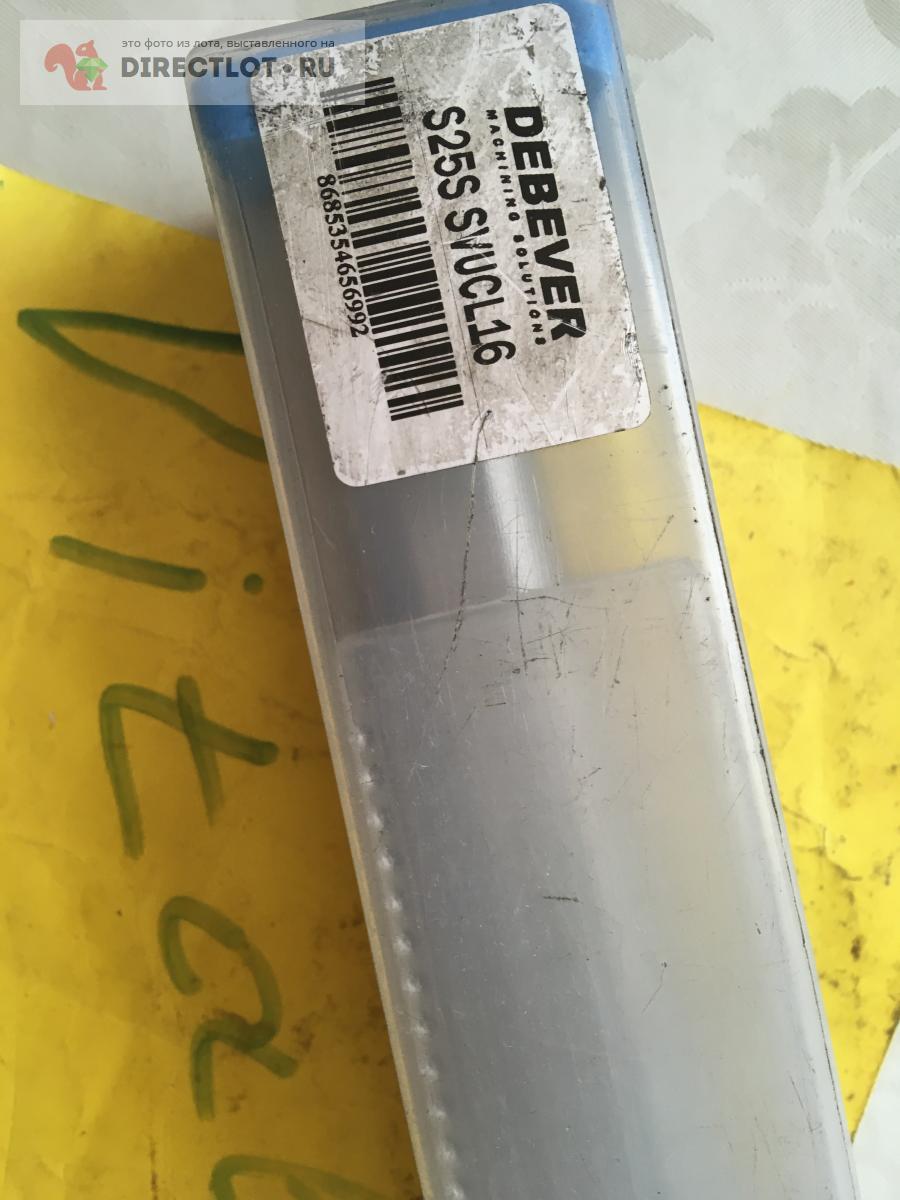 это фото из лота, выставленного на
DIRECTLOT.RU
DEBEVER
MACHINING SOLUTIONS
S25S SVUCL16
8685354656992